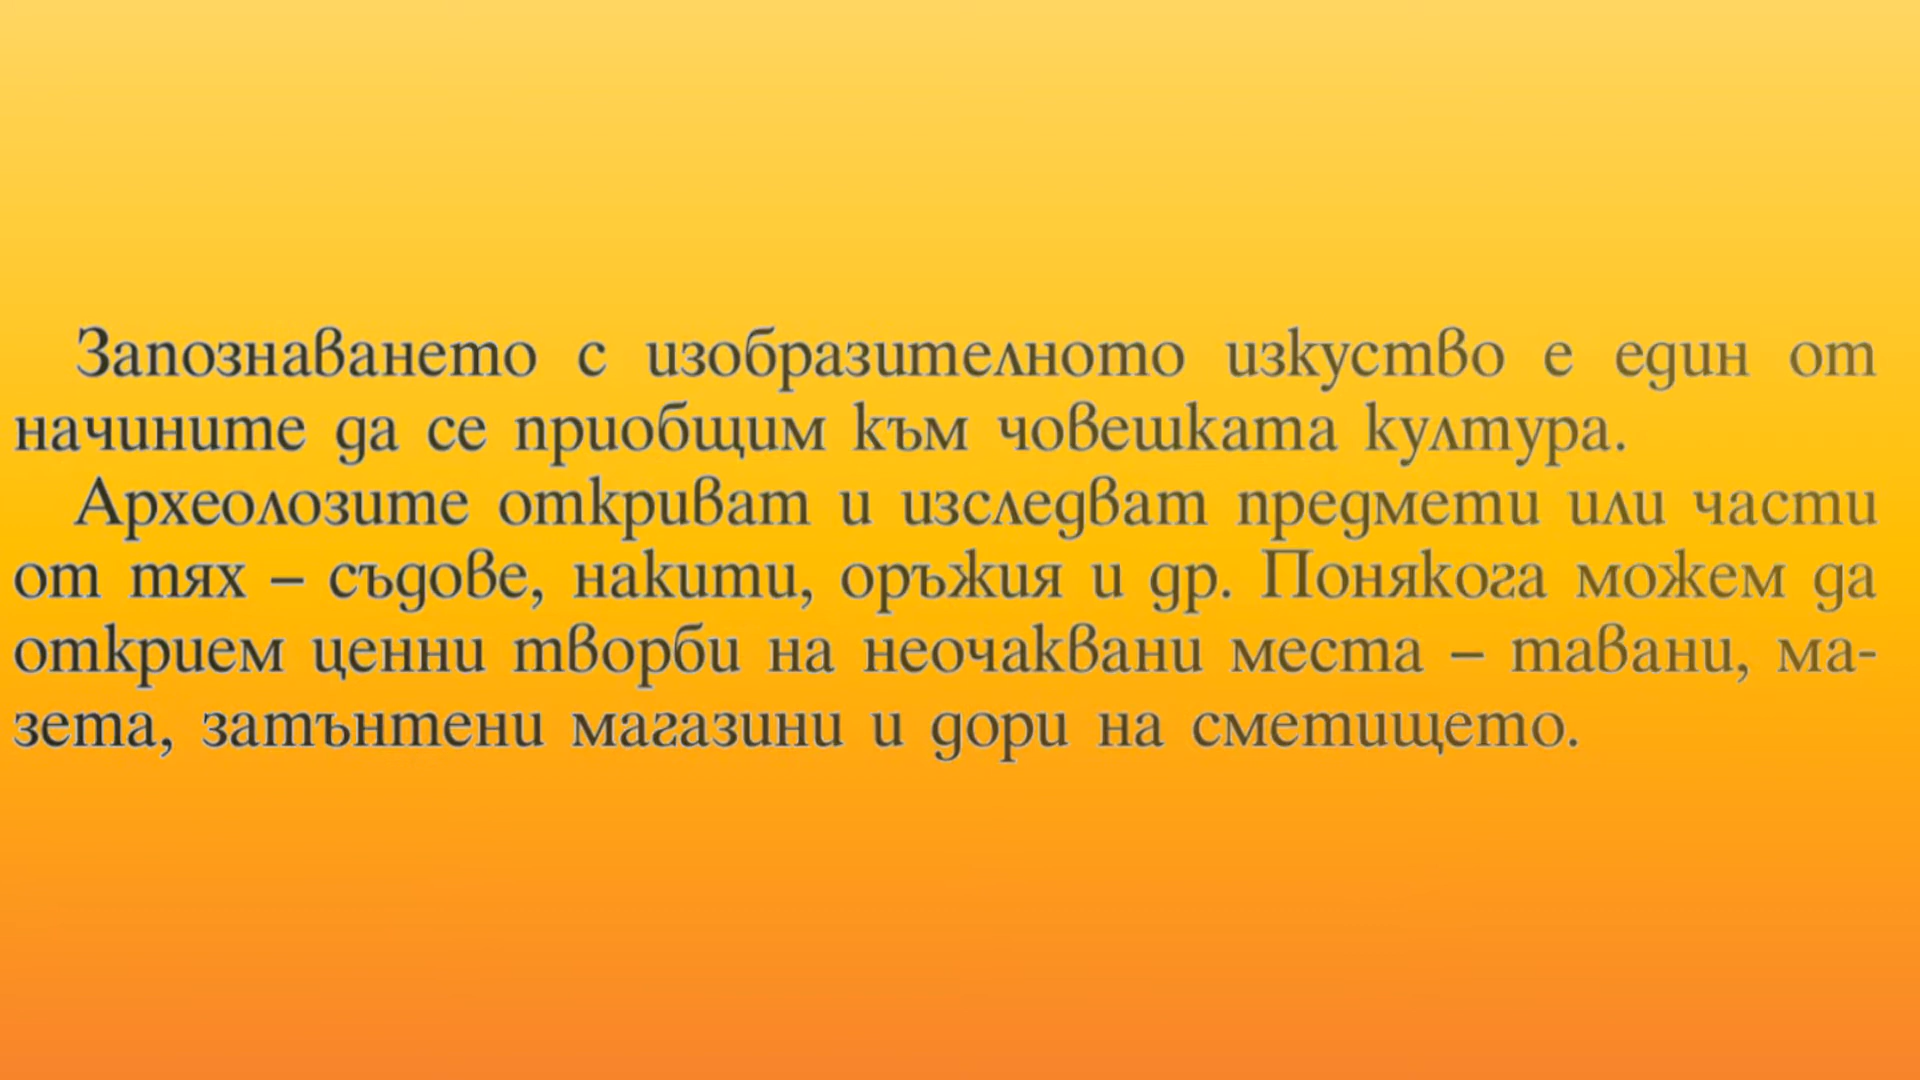 Запознаването с изобразителното изкуство е един от
начините да се приобщим към човешката култура.
Археолозите откриват и изследват предмети или части
от тях – съдове, накити, оръжия и др. Понякога можем да
открием ценни творби на неочаквани места – тавани, ма-
зета, затънтени магазини и дори на сметището.